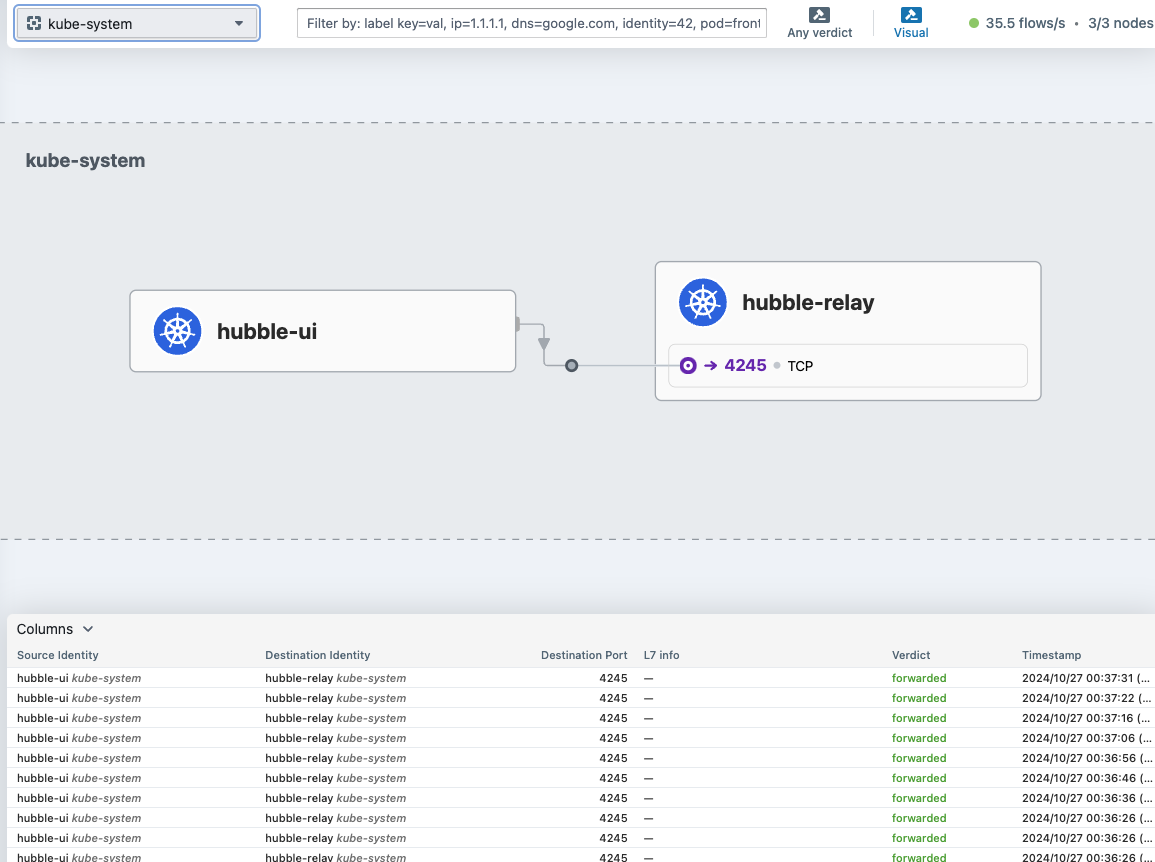 kube-system
Filter by: label key=val, ip=1.1.1.1, dns=google.com, identity=42, pod=front
Any verdict
Visual
35.5 flows/s • 3/3 nodes
kube-system
hubble-ui
hubble-relay
→ 4245 • TCP
Columns
Source Identity Destination Identity Destination Port L7 info Verdict Timestamp
hubble-ui kube-system hubble-relay kube-system 4245 — forwarded 2024/10/27 00:37:31 (...
hubble-ui kube-system hubble-relay kube-system 4245 — forwarded 2024/10/27 00:37:22 (...
hubble-ui kube-system hubble-relay kube-system 4245 — forwarded 2024/10/27 00:37:16 (...
hubble-ui kube-system hubble-relay kube-system 4245 — forwarded 2024/10/27 00:37:06 (...
hubble-ui kube-system hubble-relay kube-system 4245 — forwarded 2024/10/27 00:36:56 (...
hubble-ui kube-system hubble-relay kube-system 4245 — forwarded 2024/10/27 00:36:46 (...
hubble-ui kube-system hubble-relay kube-system 4245 — forwarded 2024/10/27 00:36:36 (...
hubble-ui kube-system hubble-relay kube-system 4245 — forwarded 2024/10/27 00:36:26 (...
hubble-ui kube-system hubble-relay kube-system 4245 — forwarded 2024/10/27 00:36:26 (...
hubble-ui kube-system hubble-relay kube-system 4245 — forwarded 2024/10/27 00:36:26 (...